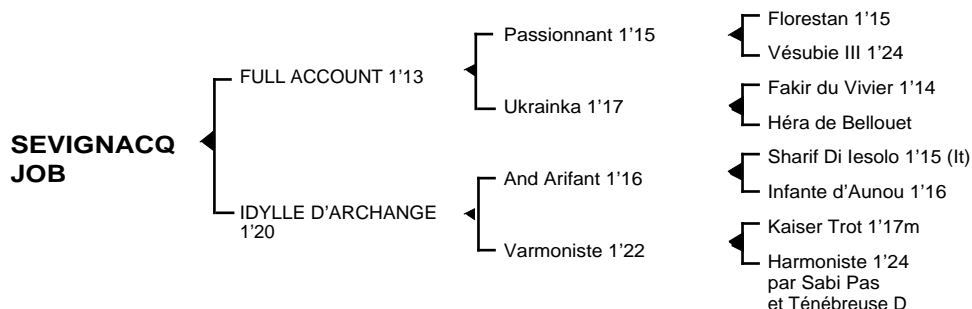 SEVIGNACQ
JOB
FULL ACCOUNT 1'13
IDYLLE D'ARCHANGE
1'20
Passionnant 1'15
Ukrainka 1'17
And Arifant 1'16
Varmoniste 1'22
Florestan 1'15
Vésubie III 1'24
Fakir du Vivier 1'14
Héra de Bellouet
Sharif Di Iesolo 1'15 (It)
Infante d'Aunou 1'16
Kaiser Trot 1'17m
Harmoniste 1'24
par Sabi Pas
et Ténébreuse D